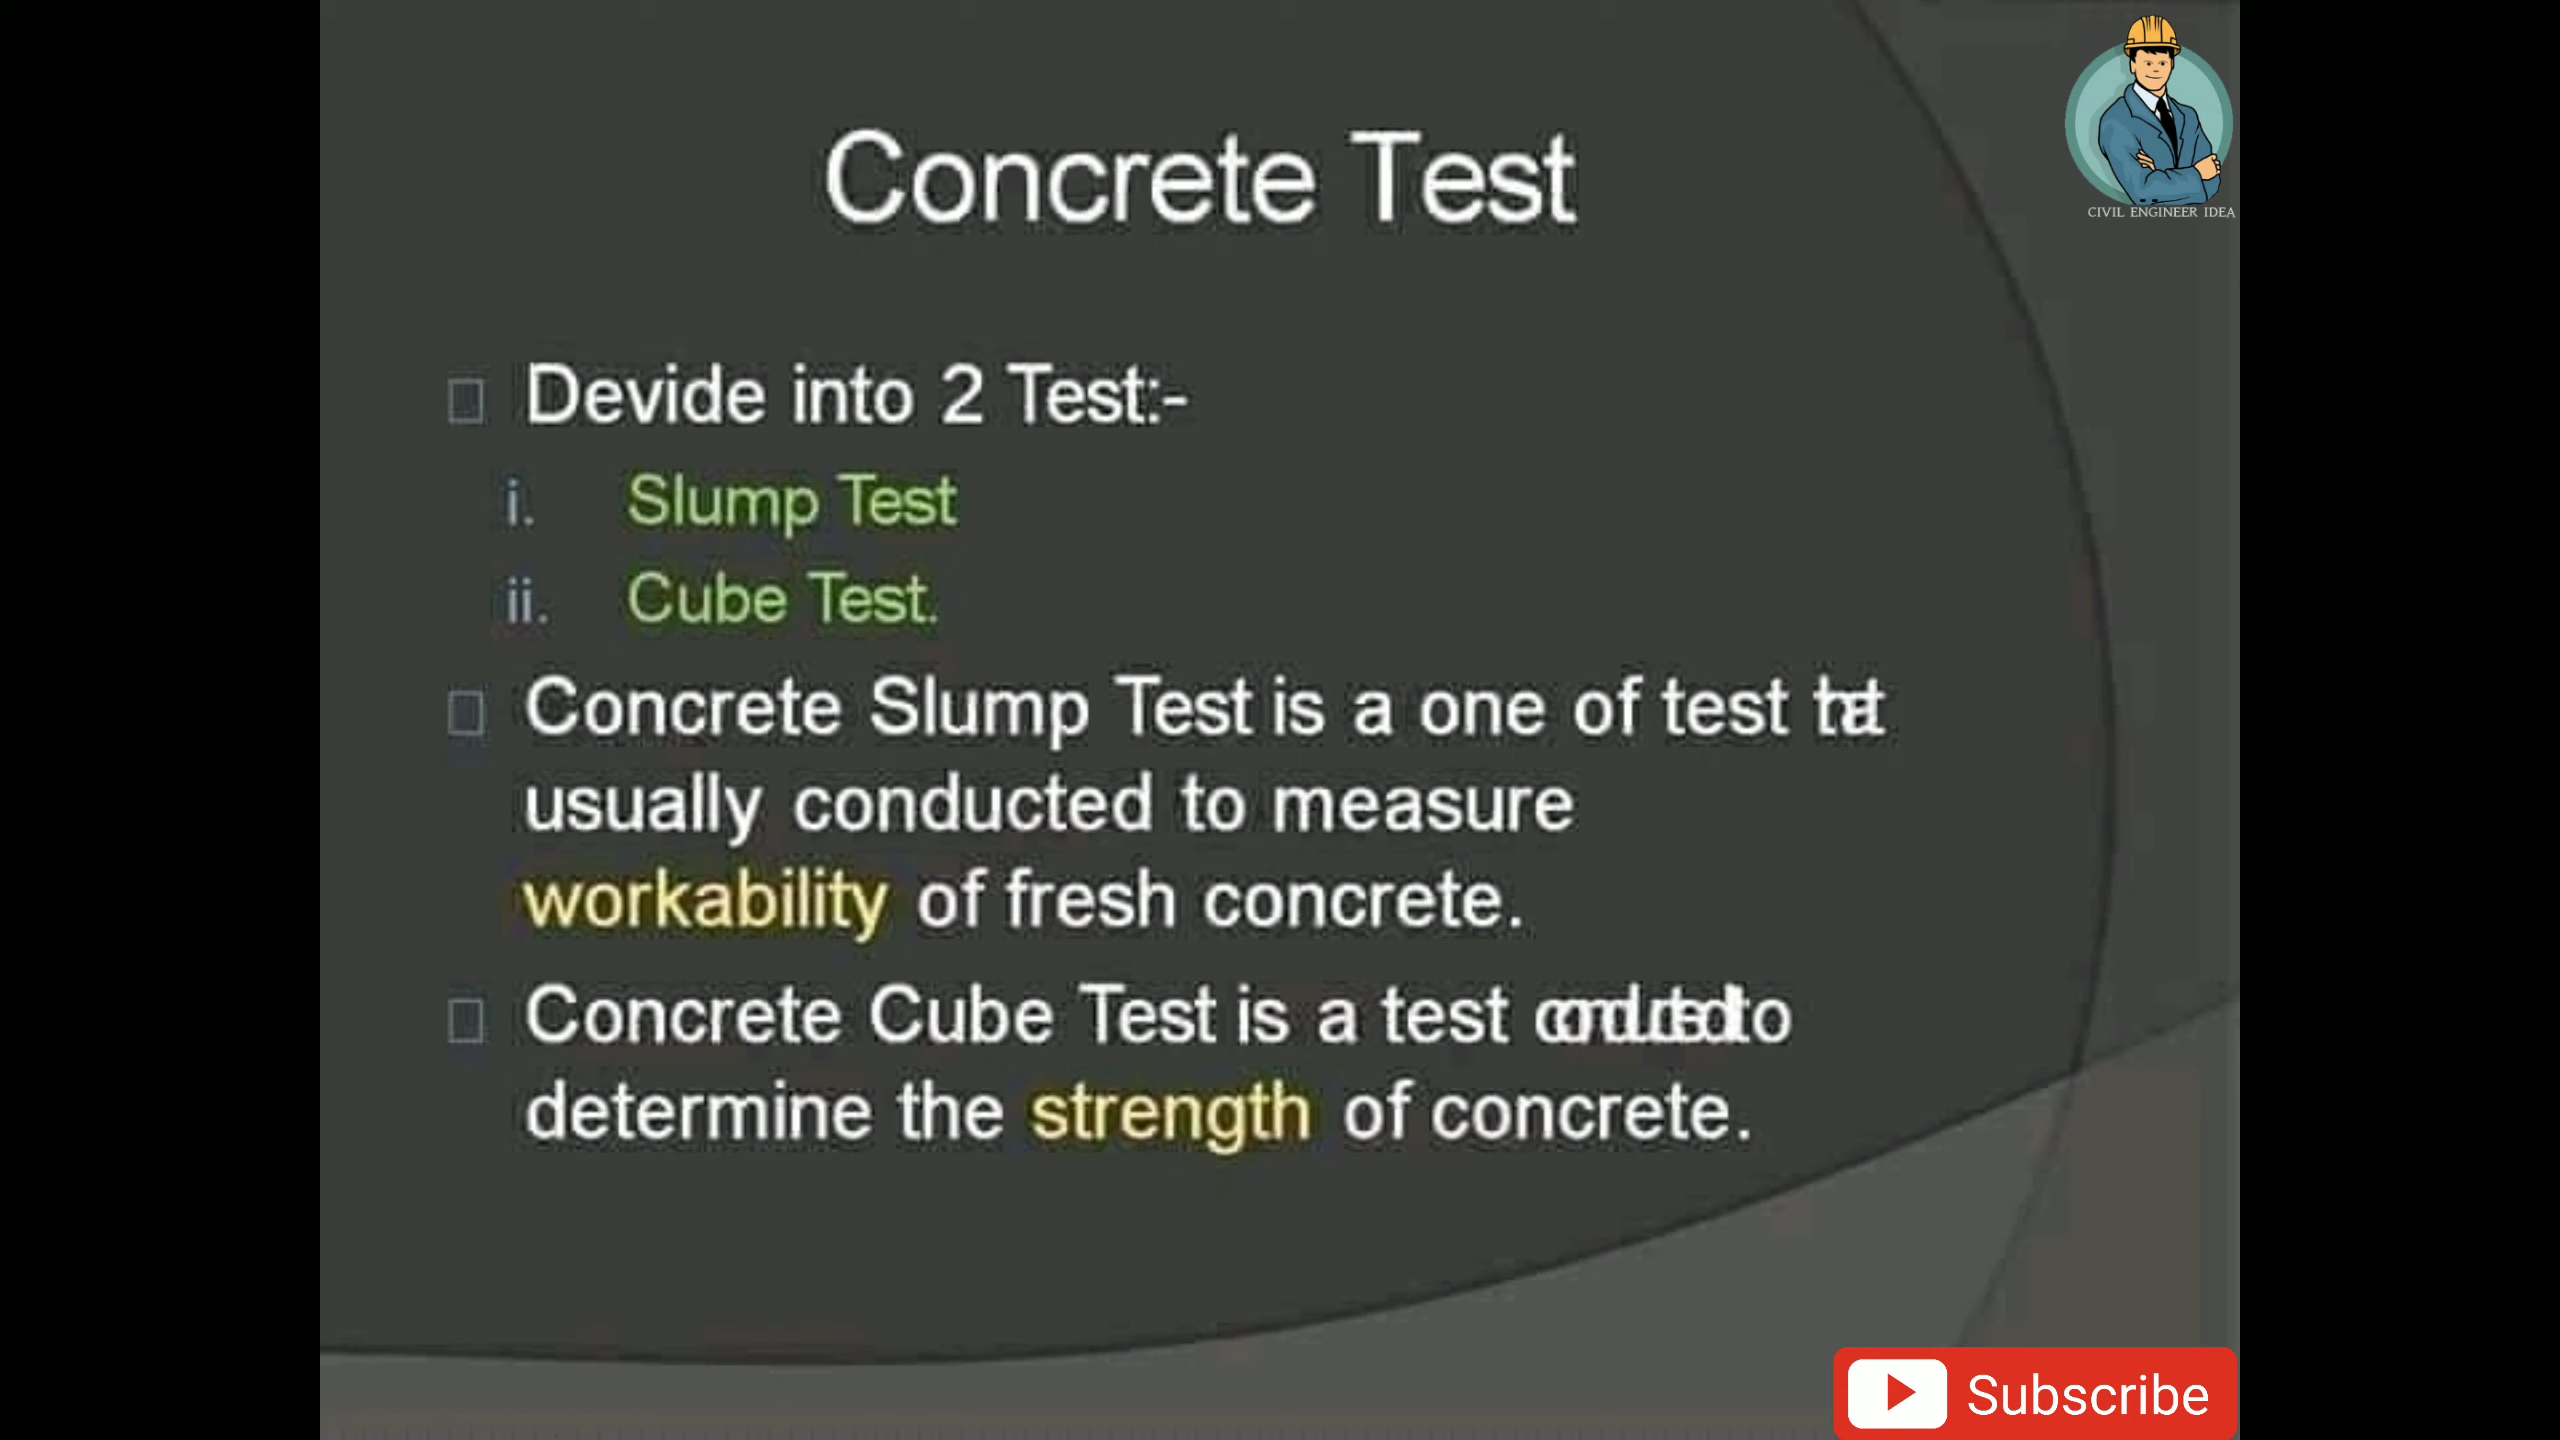 CIVIL ENGINEER IDEA
Concrete Test
Devide into 2 Test:-
i. Slump Test
ii. Cube Test.
Concrete Slump Test is a one of test that
usually conducted to measure
workability of fresh concrete.
Concrete Cube Test is a test to
determine the strength of concrete.
Subscribe